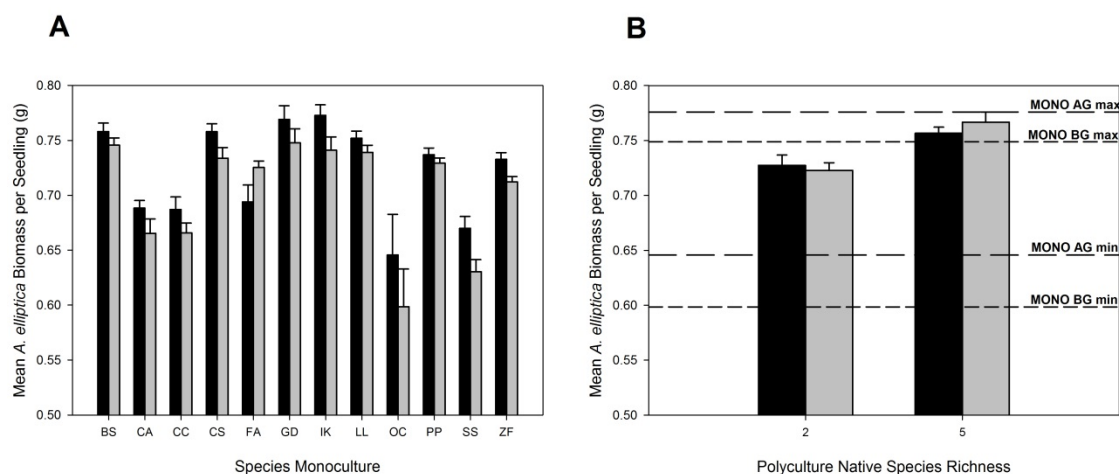 A
Mean A. elliptica Biomass per Seedling (g)
0.80
0.75
0.70
0.65
0.60
0.55
0.50
BS CA CC CS FA GD IK LL OC PP SS ZF
Species Monoculture
B
Mean A. elliptica Biomass per Seedling (g)
0.80
0.75
0.70
0.65
0.60
0.55
0.50
MONO AG max
MONO BG max
MONO AG min
MONO BG min
2 5
Polyculture Native Species Richness